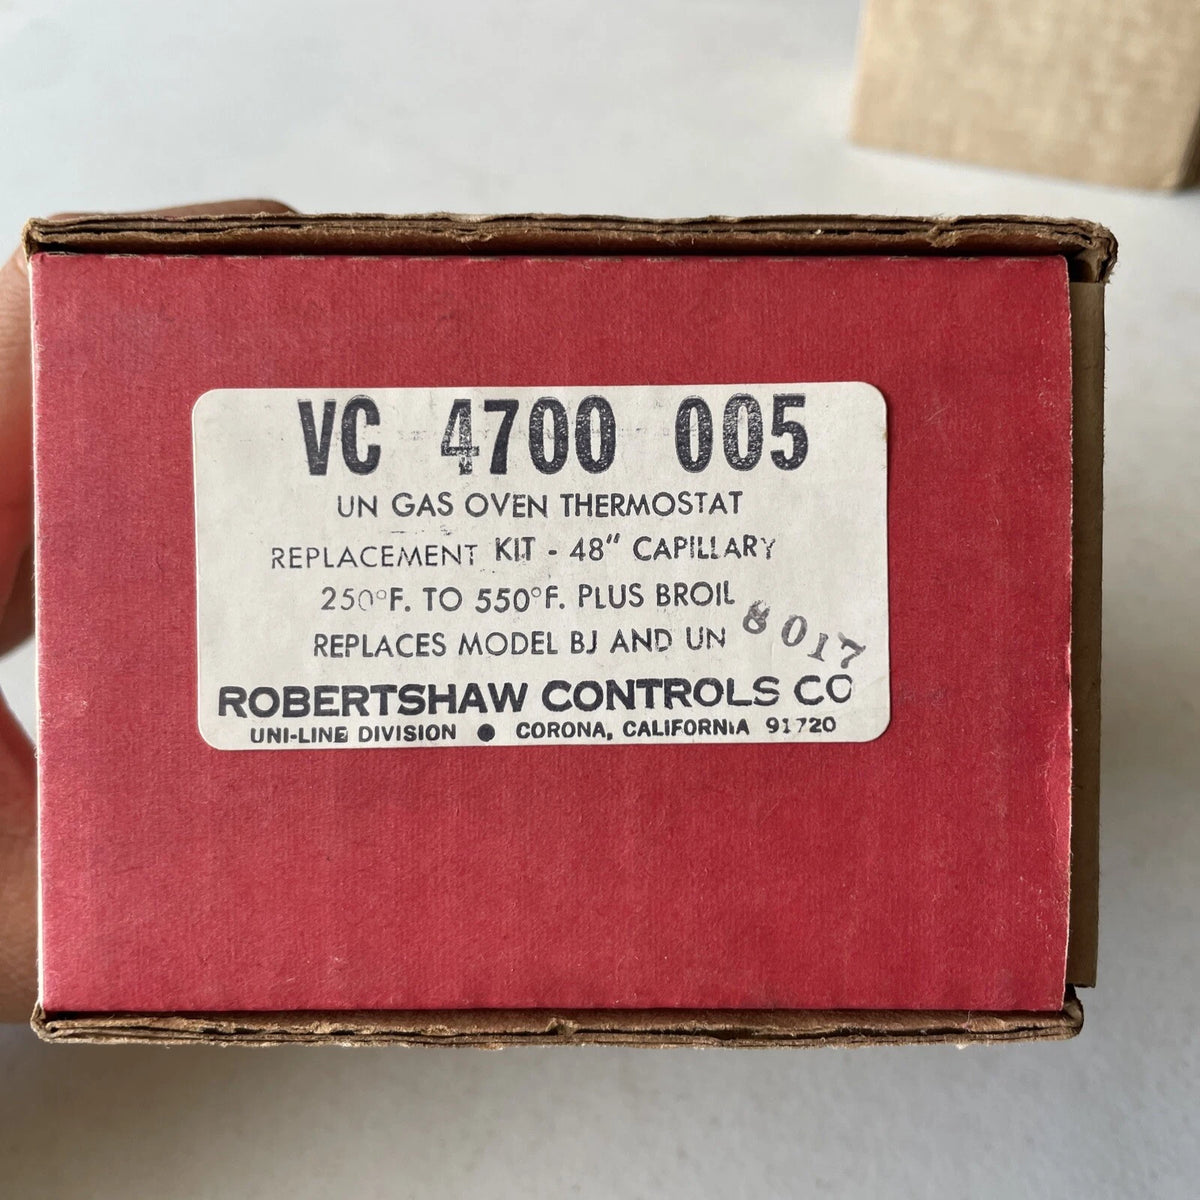 VC 4700 005
UN GAS OVEN THERMOSTAT
REPLACEMENT KIT - 48" CAPILLARY
250°F. TO 550°F. PLUS BROIL
REPLACES MODEL BJ AND UN
8017
ROBERTSHAW CONTROLS CO
UNI-LINE DIVISION ● CORONA, CALIFORNIA 91720